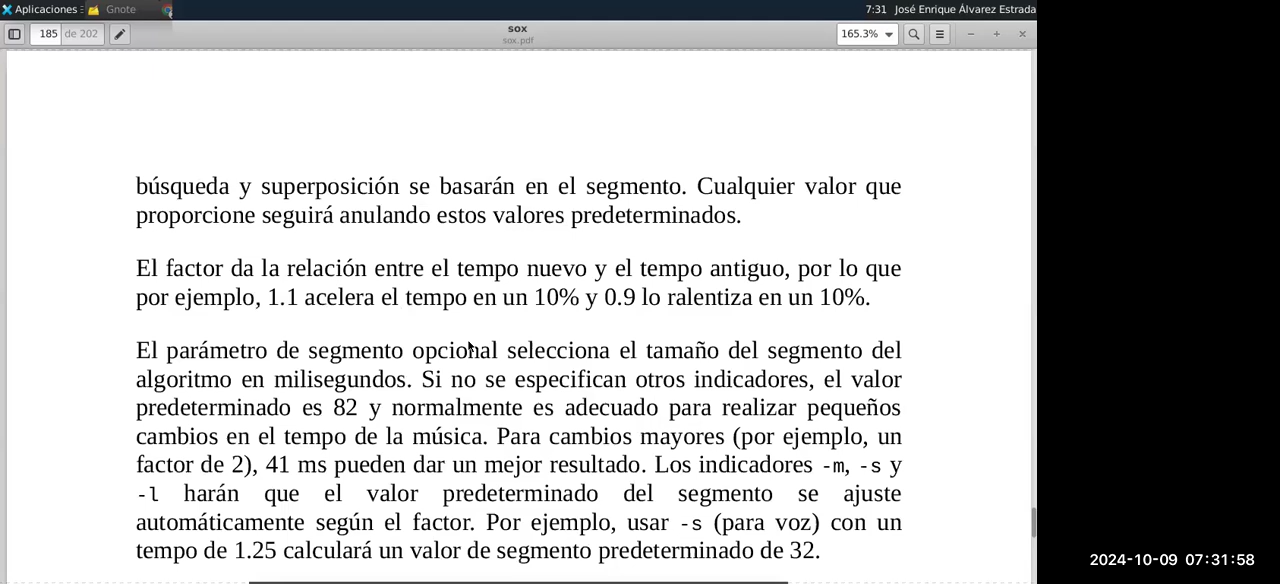 Aplicaciones Gnote 7:31 José Enrique Álvarez Estrada
185 de 202 sox 165.3%
sox.pdf
búsqueda y superposición se basarán en el segmento. Cualquier valor que
proporcione seguirá anulando estos valores predeterminados.
El factor da la relación entre el tempo nuevo y el tempo antiguo, por lo que
por ejemplo, 1.1 acelera el tempo en un 10% y 0.9 lo ralentiza en un 10%.
El parámetro de segmento opcional selecciona el tamaño del segmento del
algoritmo en milisegundos. Si no se especifican otros indicadores, el valor
predeterminado es 82 y normalmente es adecuado para realizar pequeños
cambios en el tempo de la música. Para cambios mayores (por ejemplo, un
factor de 2), 41 ms pueden dar un mejor resultado. Los indicadores -m, -s y
-l harán que el valor predeterminado del segmento se ajuste
automáticamente según el factor. Por ejemplo, usar -s (para voz) con un
tempo de 1.25 calculará un valor de segmento predeterminado de 32.
2024-10-09 07:31:58